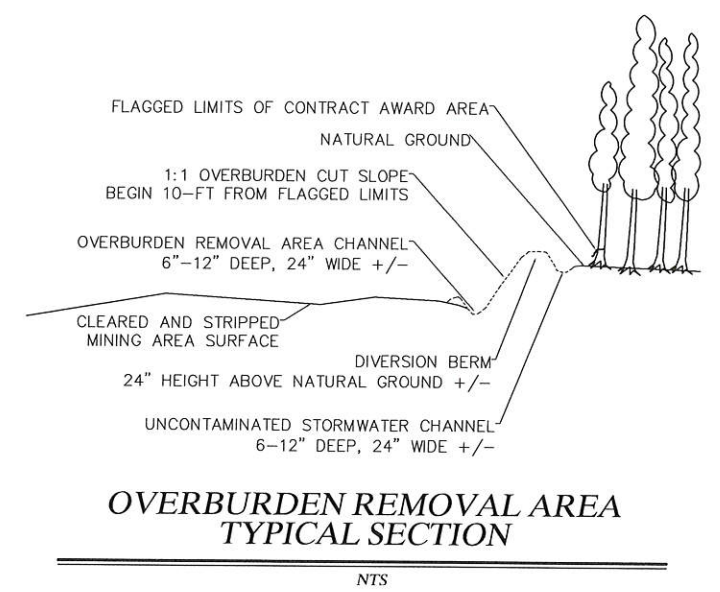 FLAGGED LIMITS OF CONTRACT AWARD AREA
NATURAL GROUND
1:1 OVERBURDEN CUT SLOPE
BEGIN 10-FT FROM FLAGGED LIMITS
OVERBURDEN REMOVAL AREA CHANNEL
6"-12" DEEP, 24" WIDE +/-
CLEARED AND STRIPPED
MINING AREA SURFACE
DIVERSION BERM
24" HEIGHT ABOVE NATURAL GROUND +/-
UNCONTAMINATED STORMWATER CHANNEL
6-12" DEEP, 24" WIDE +/-
OVERBURDEN REMOVAL AREA
TYPICAL SECTION
NTS